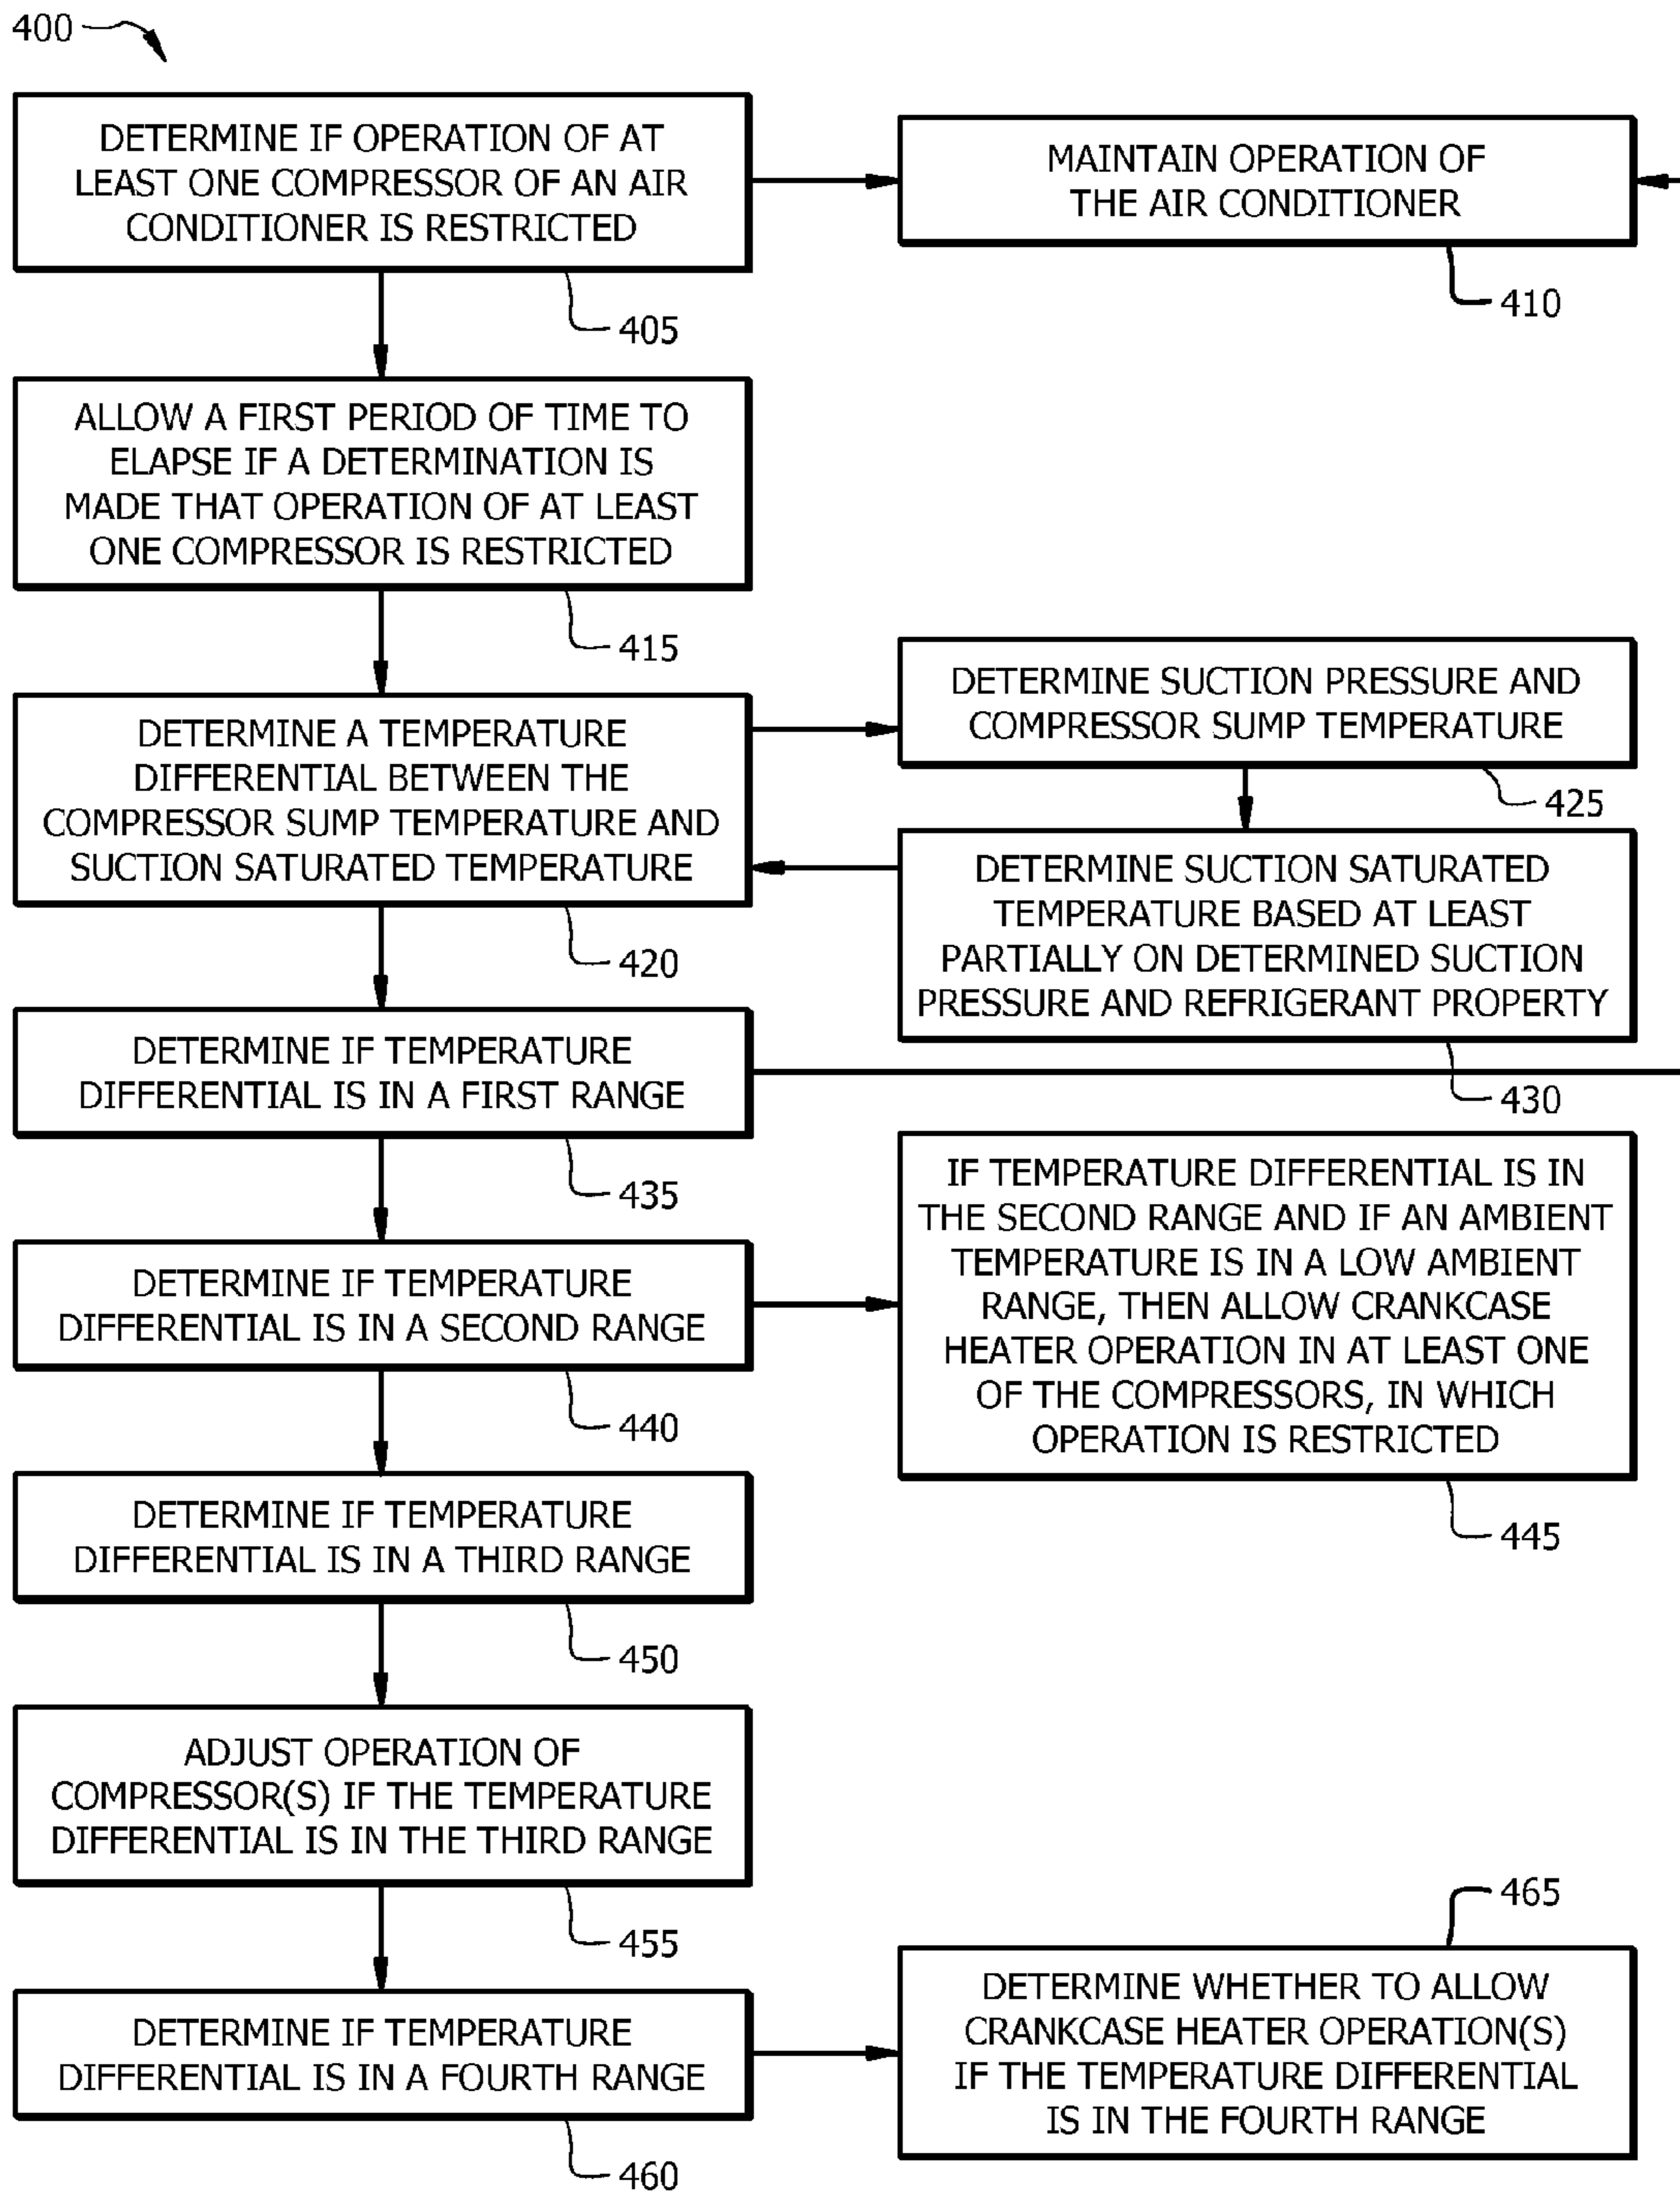 400
DETERMINE IF OPERATION OF AT
LEAST ONE COMPRESSOR OF AN AIR
CONDITIONER IS RESTRICTED
405
MAINTAIN OPERATION OF
THE AIR CONDITIONER
410
ALLOW A FIRST PERIOD OF TIME TO
ELAPSE IF A DETERMINATION IS
MADE THAT OPERATION OF AT LEAST
ONE COMPRESSOR IS RESTRICTED
415
DETERMINE A TEMPERATURE
DIFFERENTIAL BETWEEN THE
COMPRESSOR SUMP TEMPERATURE AND
SUCTION SATURATED TEMPERATURE
420
DETERMINE SUCTION PRESSURE AND
COMPRESSOR SUMP TEMPERATURE
425
DETERMINE SUCTION SATURATED
TEMPERATURE BASED AT LEAST
PARTIALLY ON DETERMINED SUCTION
PRESSURE AND REFRIGERANT PROPERTY
430
DETERMINE IF TEMPERATURE
DIFFERENTIAL IS IN A FIRST RANGE
435
DETERMINE IF TEMPERATURE
DIFFERENTIAL IS IN A SECOND RANGE
440
IF TEMPERATURE DIFFERENTIAL IS IN
THE SECOND RANGE AND IF AN AMBIENT
TEMPERATURE IS IN A LOW AMBIENT
RANGE, THEN ALLOW CRANKCASE
HEATER OPERATION IN AT LEAST ONE
OF THE COMPRESSORS, IN WHICH
OPERATION IS RESTRICTED
445
DETERMINE IF TEMPERATURE
DIFFERENTIAL IS IN A THIRD RANGE
450
ADJUST OPERATION OF
COMPRESSOR(S) IF THE TEMPERATURE
DIFFERENTIAL IS IN THE THIRD RANGE
455
DETERMINE IF TEMPERATURE
DIFFERENTIAL IS IN A FOURTH RANGE
460
465
DETERMINE WHETHER TO ALLOW
CRANKCASE HEATER OPERATION(S)
IF THE TEMPERATURE DIFFERENTIAL
IS IN THE FOURTH RANGE